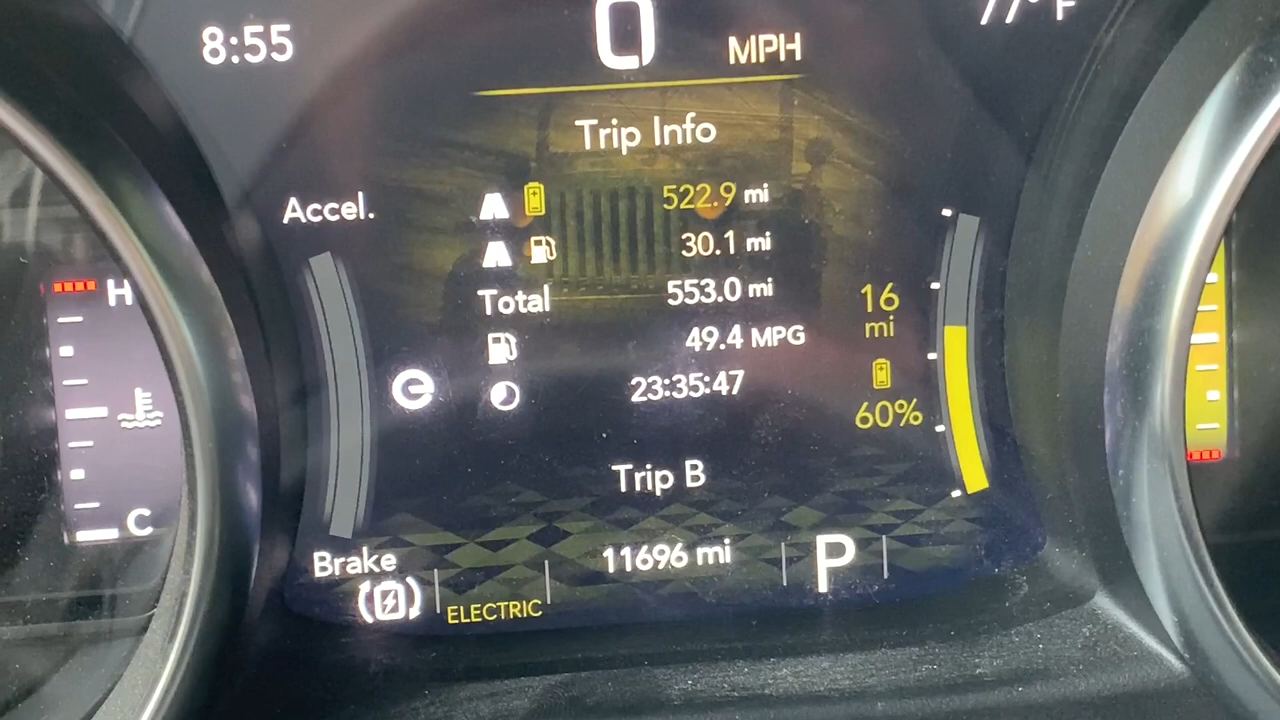 8:55
0 MPH
77° F
Trip Info
Accel.
522.9 mi
30.1 mi
Total 553.0 mi
49.4 MPG
23:35:47
16
mi
60%
H
C
Trip B
Brake
ELECTRIC
11696 mi
P